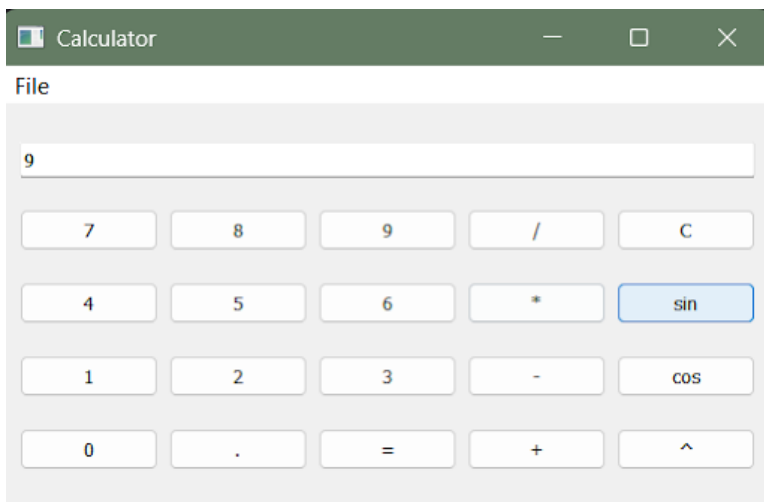 Calculator
File
9
7 8 9 / C
4 5 6 * sin
1 2 3 - cos
0 . = + ^